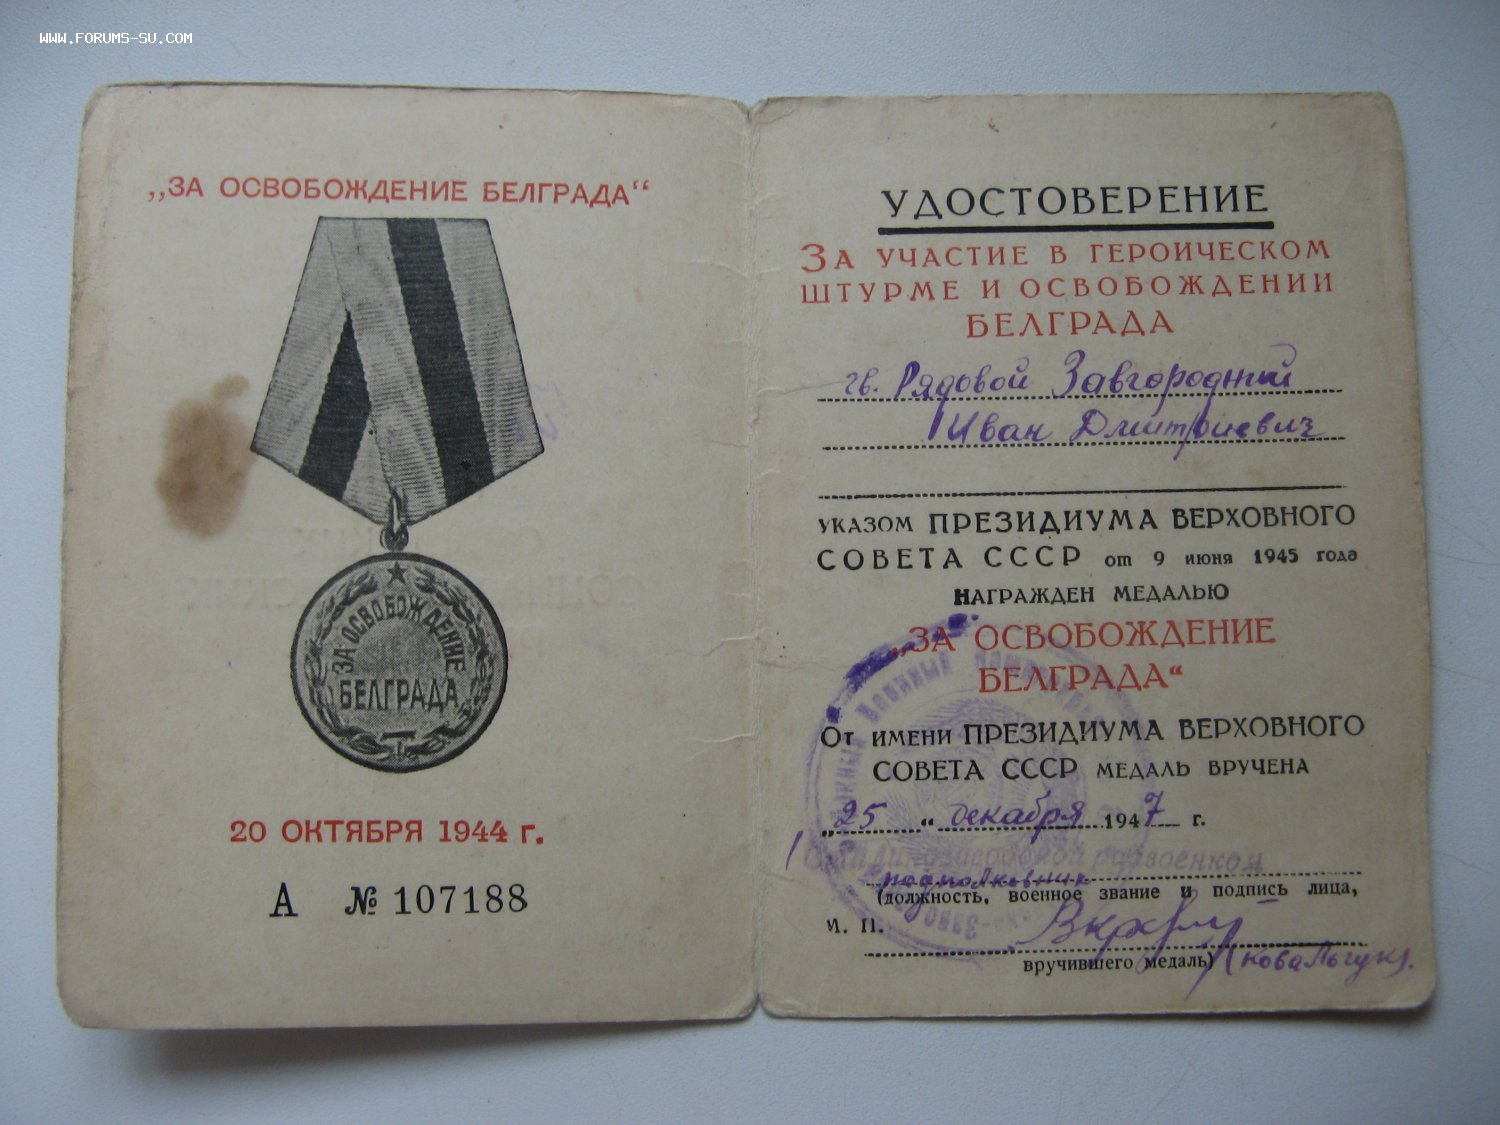 WWW.FORUMS-SU.COM
„ЗА ОСВОБОЖДЕНИЕ БЕЛГРАДА“
ЗА ОСВОБОЖДЕНИЕ
БЕЛГРАДА
20 ОКТЯБРЯ 1944 г.
А № 107188
УДОСТОВЕРЕНИЕ
ЗА УЧАСТИЕ В ГЕРОИЧЕСКОМ
ШТУРМЕ И ОСВОБОЖДЕНИИ
БЕЛГРАДА
гв. Рядовой Завгородний
Иван Дмитриевич
УКАЗОМ ПРЕЗИДИУМА ВЕРХОВНОГО
СОВЕТА СССР от 9 июня 1945 года
НАГРАЖДЕН МЕДАЛЬЮ
„ЗА ОСВОБОЖДЕНИЕ
БЕЛГРАДА“
От ИМЕНИ ПРЕЗИДИУМА ВЕРХОВНОГО
СОВЕТА СССР МЕДАЛЬ ВРУЧЕНА
„25“ декабря 1947 г.
райвоенком
подполковник
(должность, военное звание и подпись лица,
М. П.
вручившего медаль) (Ковальчук).